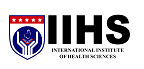 IIHS
INTERNATIONAL INSTITUTE
OF HEALTH SCIENCES